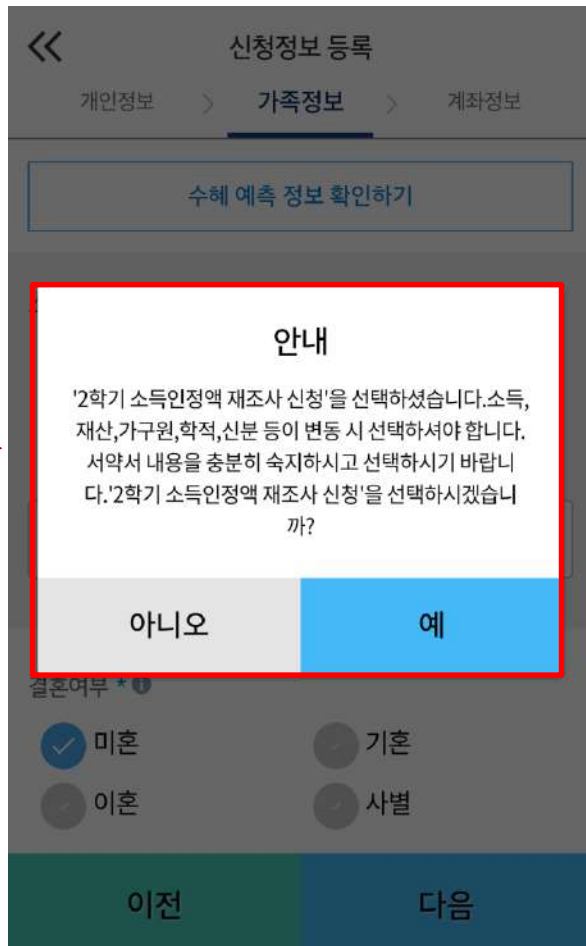 신청정보 등록
개인정보 > 가족정보 > 계좌정보
수혜 예측 정보 확인하기
안내
'2학기 소득인정액 재조사 신청'을 선택하셨습니다.소득,
재산,가구원,학적,신분 등이 변동 시 선택하셔야 합니다.
서약서 내용을 충분히 숙지하시고 선택하시기 바랍니
다.'2학기 소득인정액 재조사 신청'을 선택하시겠습니
까?
아니오 예
결혼여부 *
미혼 기혼
이혼 사별
이전 다음